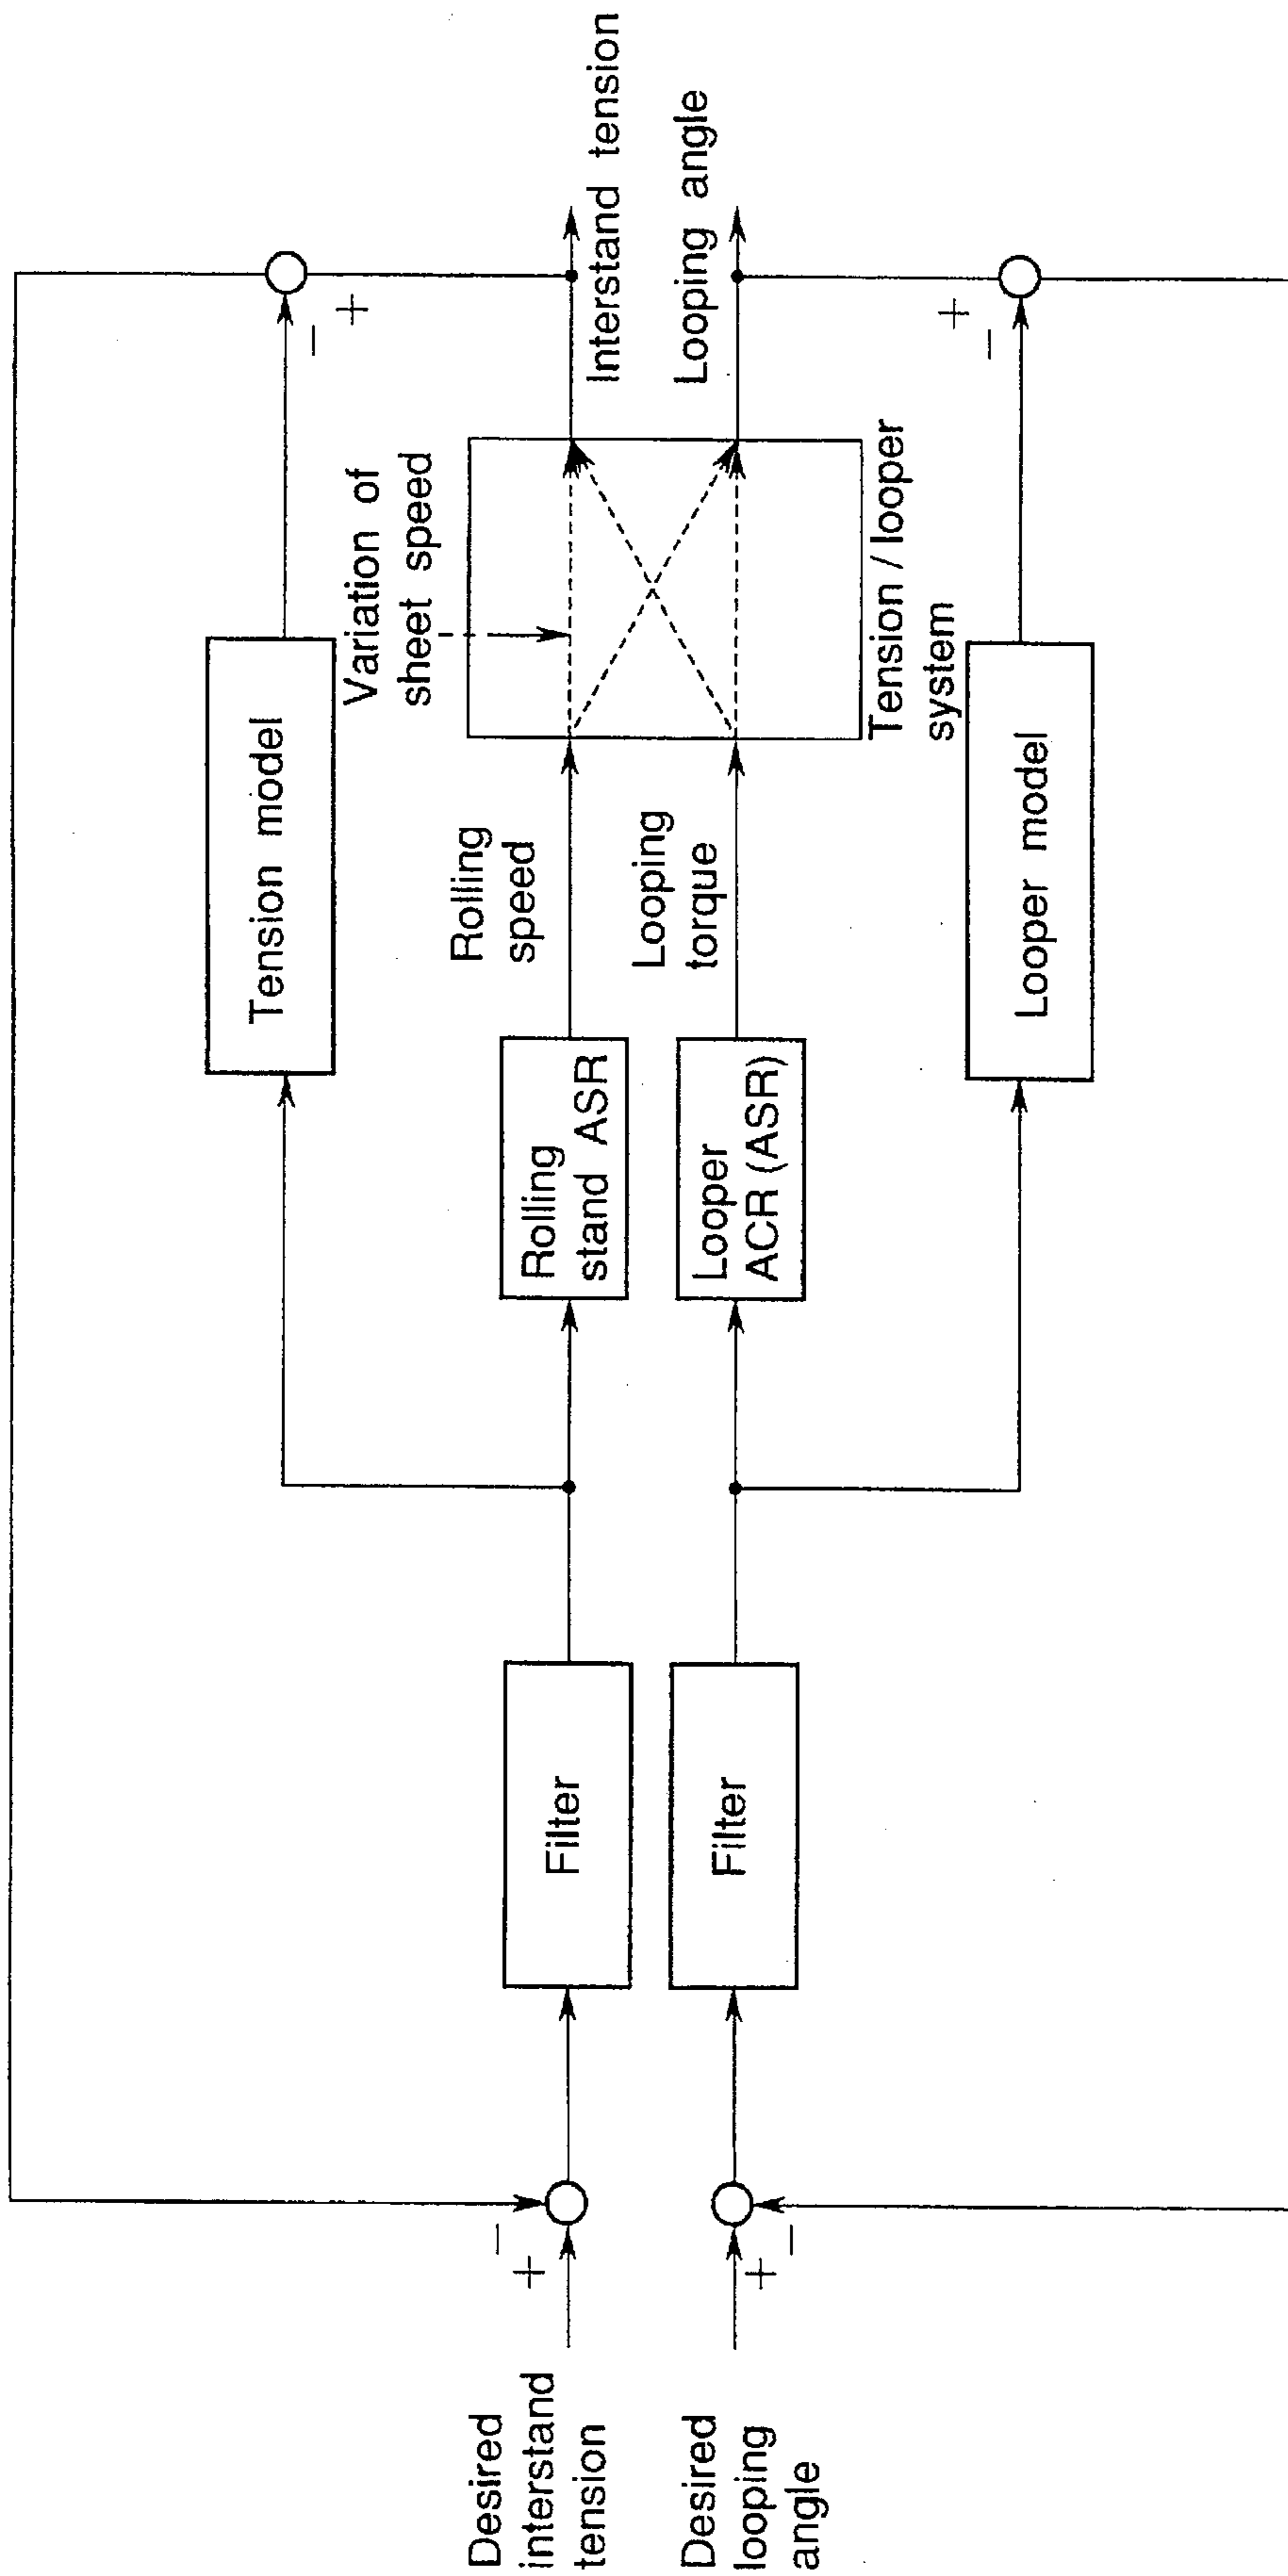 Desired
interstand
tension
Desired
looping
angle
+
−
+
−
Filter
Filter
Rolling
stand ASR
Looper
ACR (ASR)
Tension model
Looper model
Rolling
speed
Looping
torque
Variation of
sheet speed
Tension / looper
system
−
+
+
−
Interstand tension
Looping angle